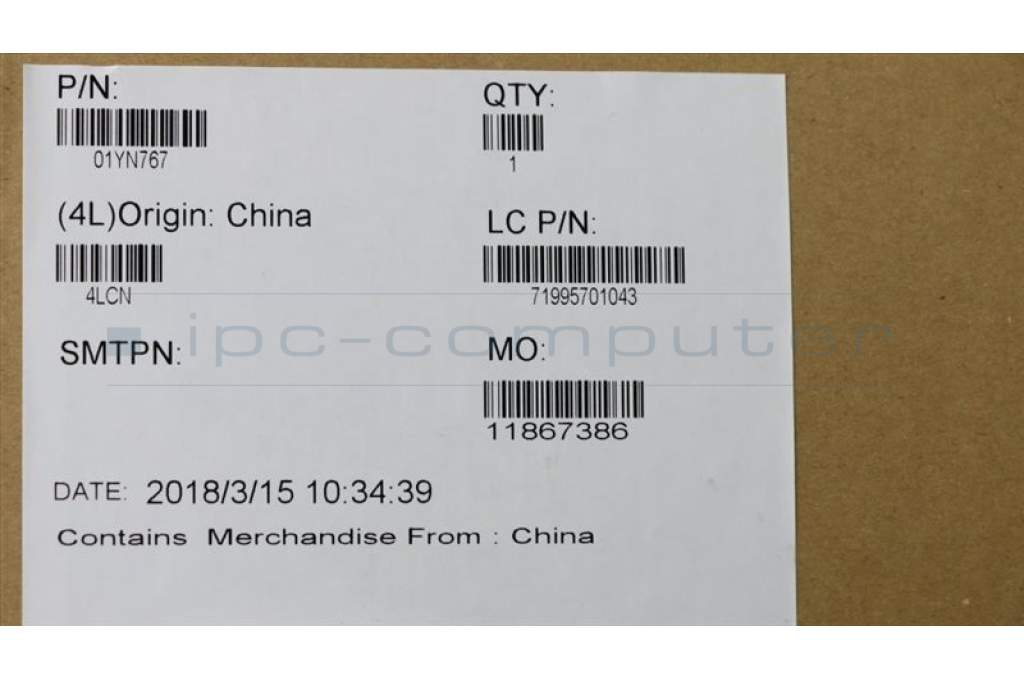 P/N:
01YN767
QTY:
1
(4L)Origin: China
4LCN
LC P/N:
71995701043
ipc-computer
SMTPN:
MO:
11867386
DATE: 2018/3/15 10:34:39
Contains Merchandise From : China